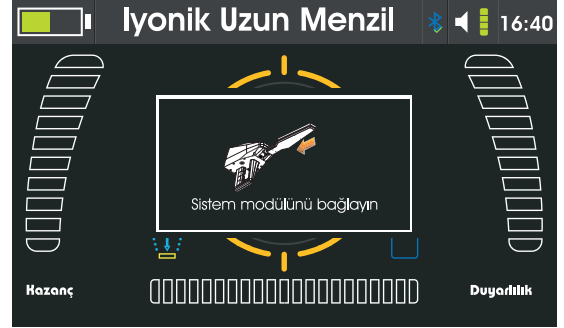 Iyonik Uzun Menzil
16:40
Sistem modülünü bağlayın
Kazanç
Duyarlılık